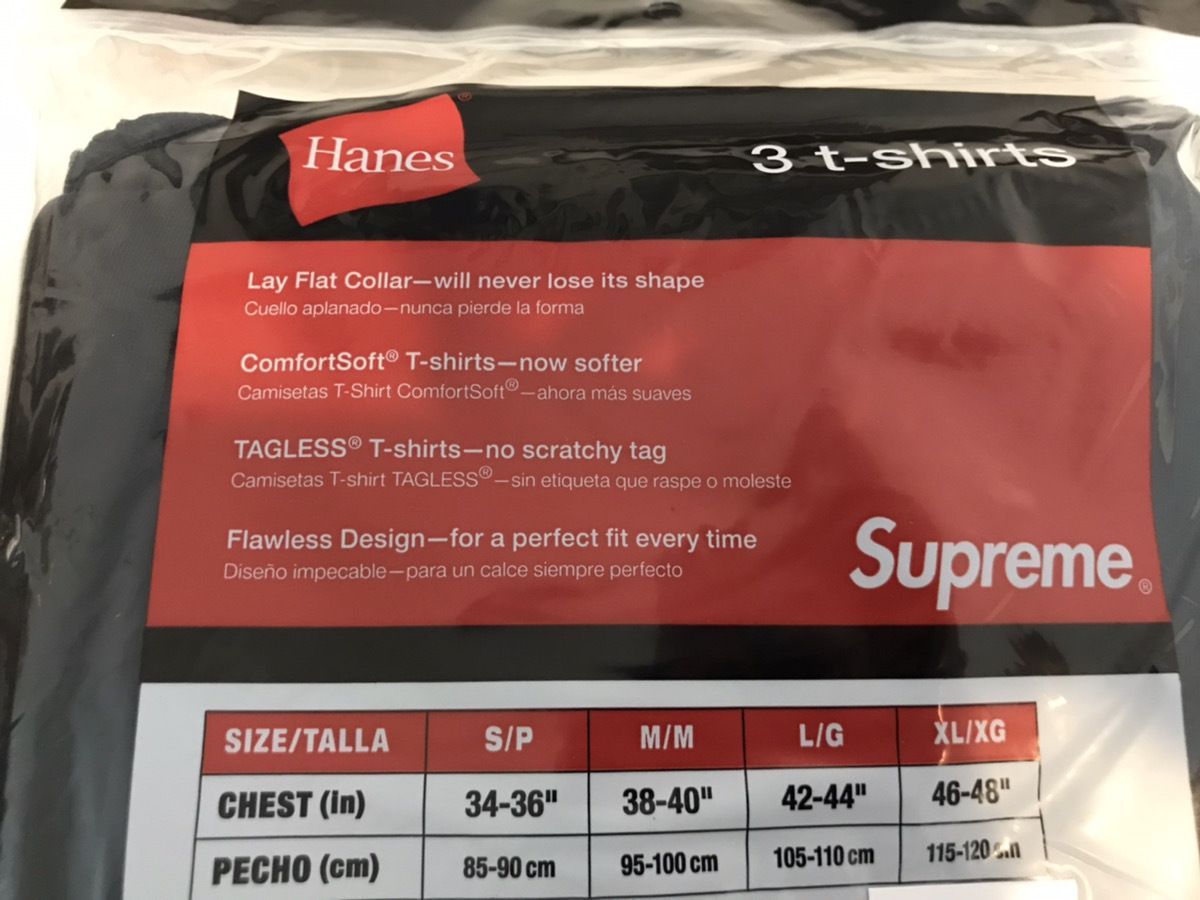 Hanes®
3 t-shirts
Lay Flat Collar—will never lose its shape
Cuello aplanado—nunca pierde la forma
ComfortSoft® T-shirts—now softer
Camisetas T-Shirt ComfortSoft®—ahora más suaves
TAGLESS® T-shirts—no scratchy tag
Camisetas T-shirt TAGLESS®—sin etiqueta que raspe o moleste
Flawless Design—for a perfect fit every time
Diseño impecable—para un calce siempre perfecto
Supreme®
SIZE/TALLA S/P M/M L/G XL/XG
CHEST (in) 34-36" 38-40" 42-44" 46-48"
PECHO (cm) 85-90 cm 95-100 cm 105-110 cm 115-120 cm